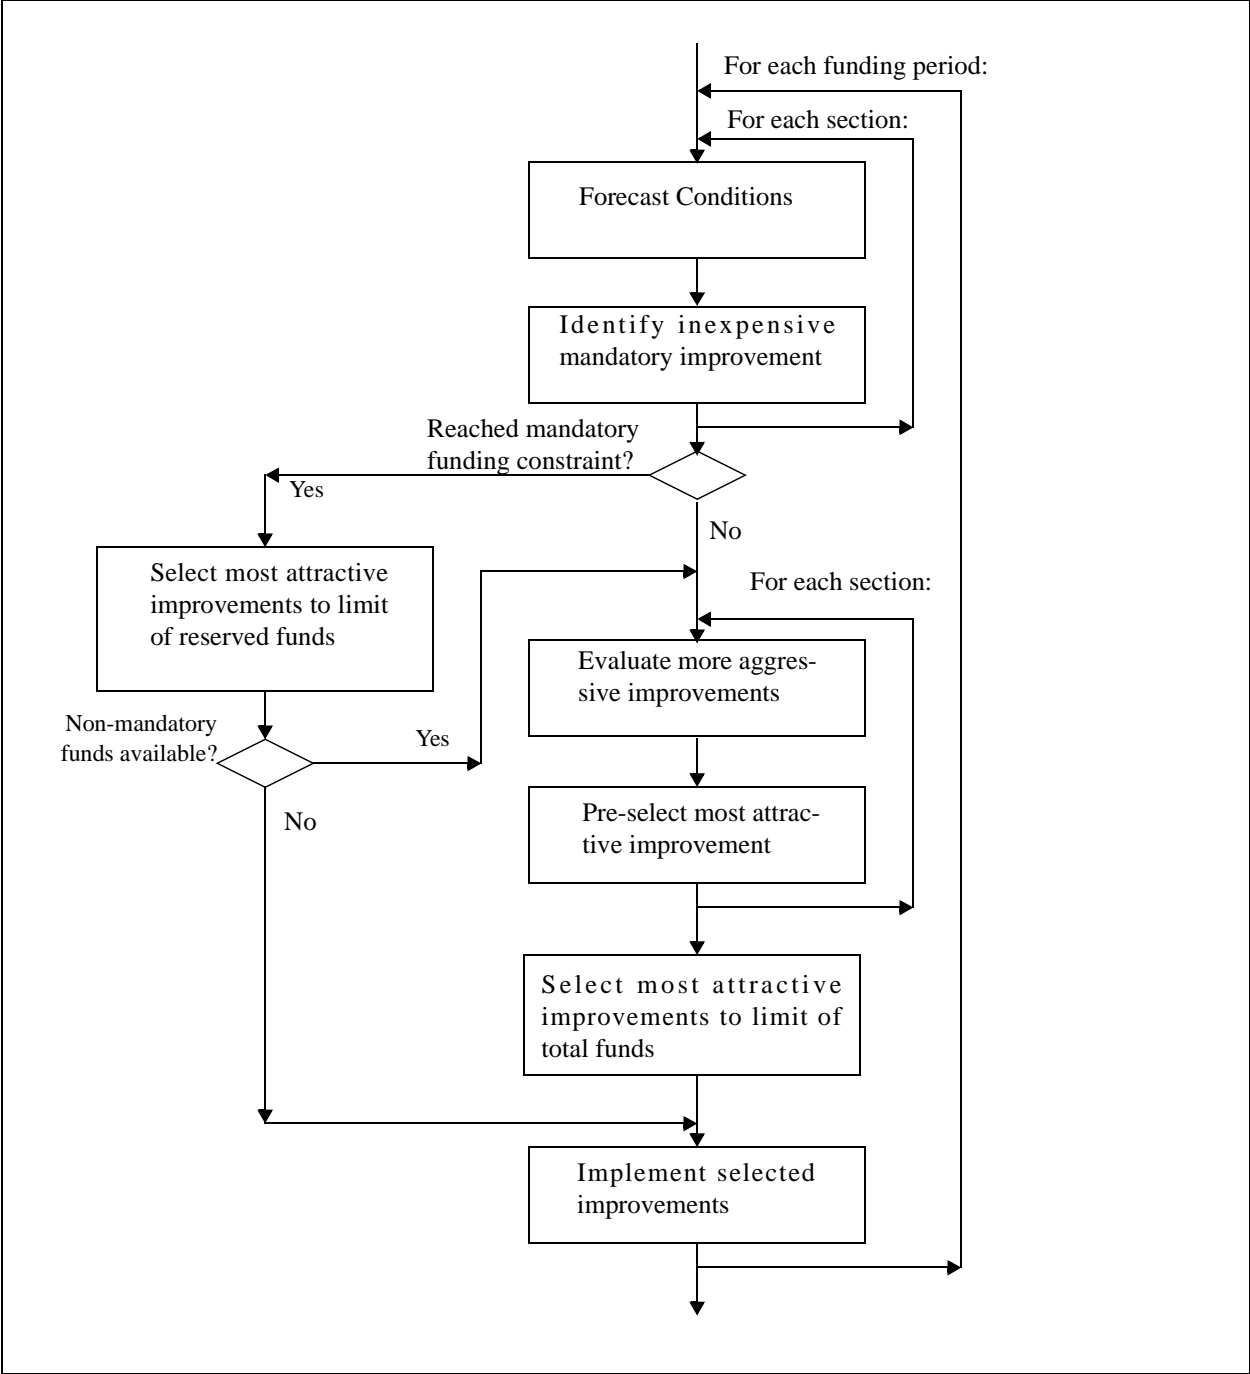 For each funding period:
For each section:
Forecast Conditions
Identify inexpensive
mandatory improvement
Reached mandatory
funding constraint?
Yes
No
Select most attractive
improvements to limit
of reserved funds
For each section:
Evaluate more aggres-
sive improvements
Non-mandatory
funds available?
Yes
No
Pre-select most attrac-
tive improvement
Select most attractive
improvements to limit of
total funds
Implement selected
improvements